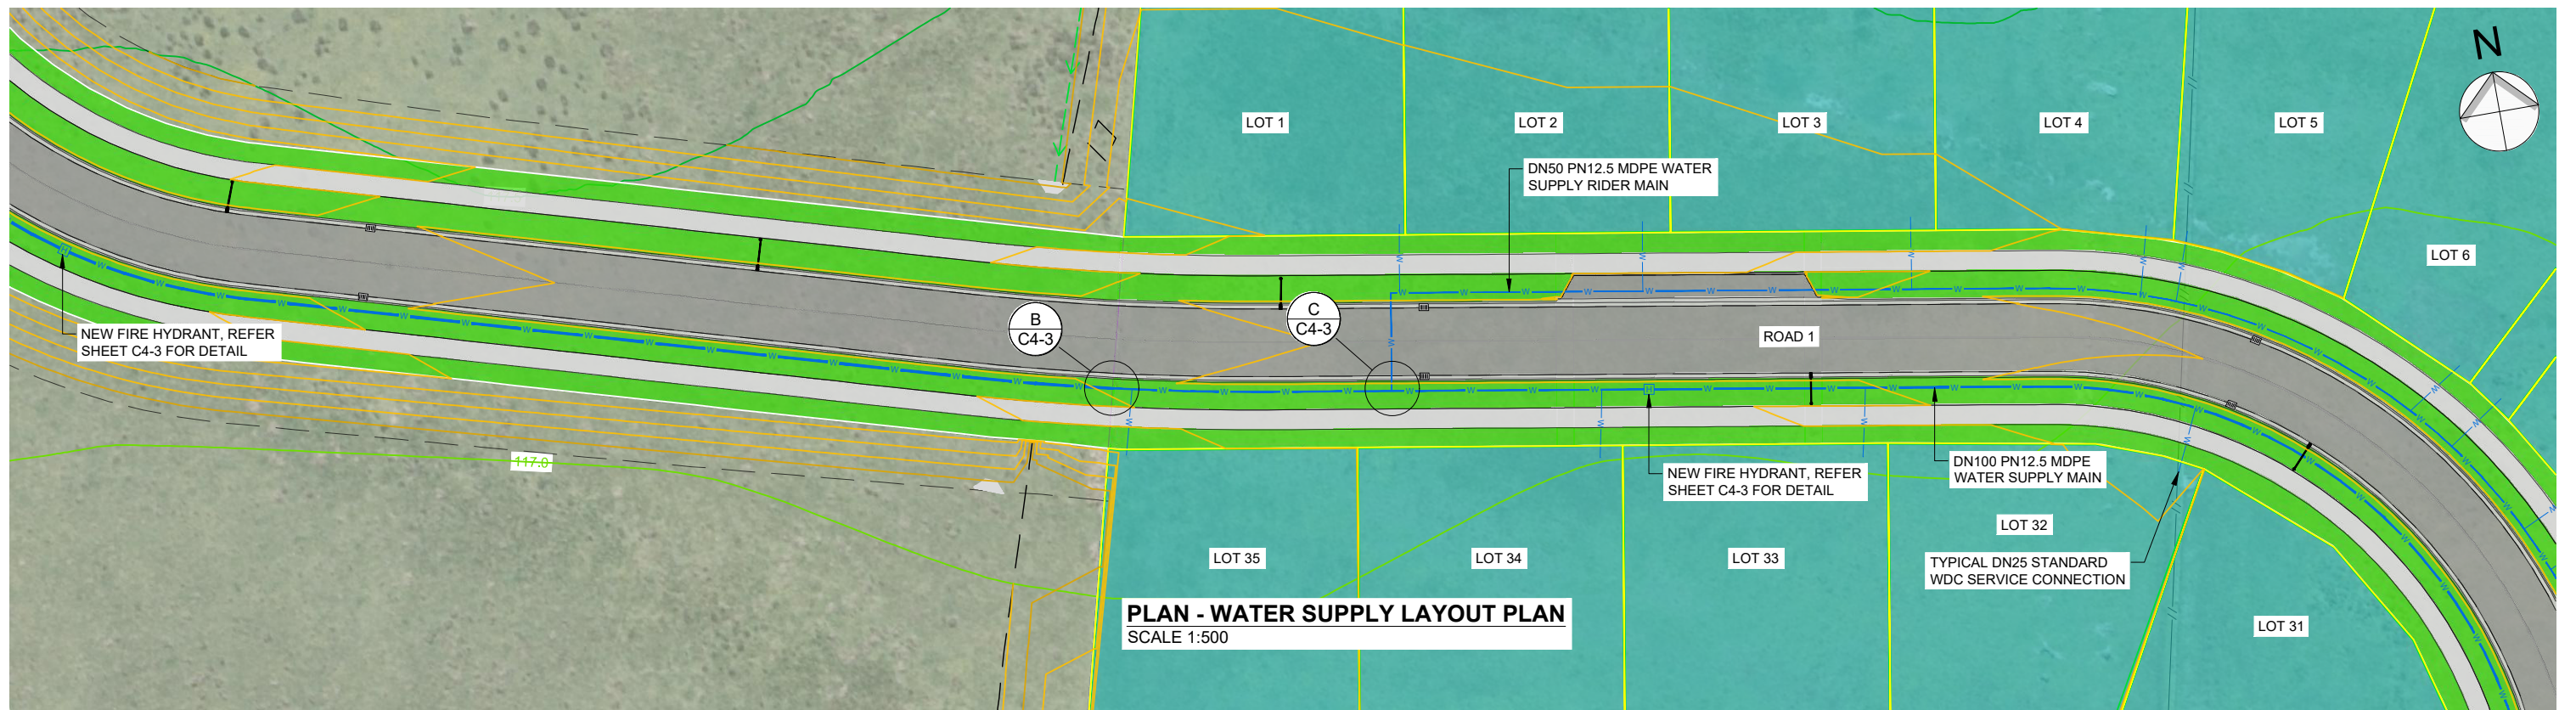 N
LOT 1
LOT 2
LOT 3
LOT 4
LOT 5
LOT 6
DN50 PN12.5 MDPE WATER
SUPPLY RIDER MAIN
B
C4-3
C
C4-3
ROAD 1
NEW FIRE HYDRANT, REFER
SHEET C4-3 FOR DETAIL
117.0
NEW FIRE HYDRANT, REFER
SHEET C4-3 FOR DETAIL
DN100 PN12.5 MDPE
WATER SUPPLY MAIN
LOT 35
LOT 34
LOT 33
LOT 32
TYPICAL DN25 STANDARD
WDC SERVICE CONNECTION
LOT 31
PLAN - WATER SUPPLY LAYOUT PLAN
SCALE 1:500